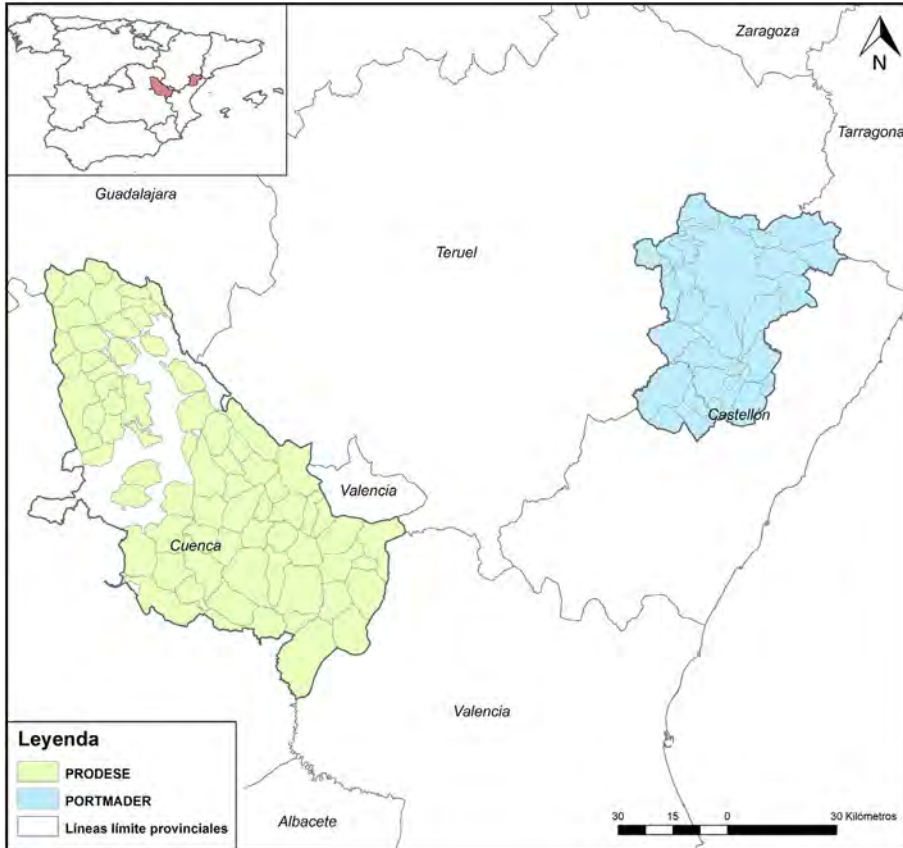 Zaragoza
N
Tarragona
Guadalajara
Teruel
Castellón
Valencia
Cuenca
Valencia
Leyenda
PRODESE
PORTMADER
Líneas límite provinciales
Albacete
30 15 0 30 Kilómetros